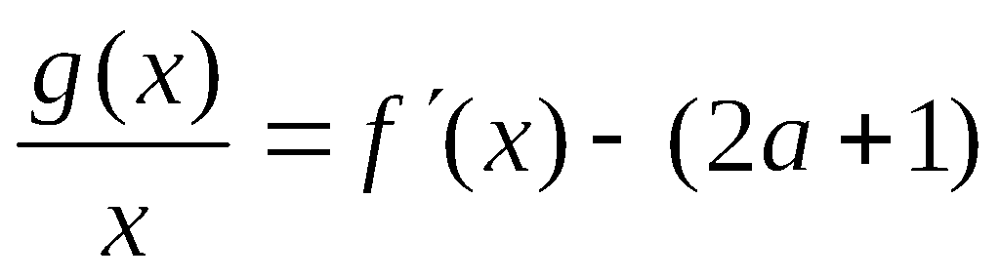 g(x)/x = f′(x) - (2a+1)